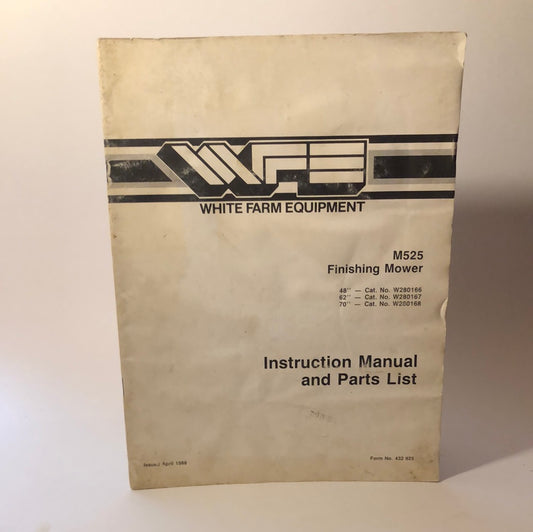 WFE
WHITE FARM EQUIPMENT
M525
Finishing Mower
48" — Cat. No. W280166
62" — Cat. No. W280167
70" — Cat. No. W280168
Instruction Manual
and Parts List
Issued April 1988
Form No. 432 925